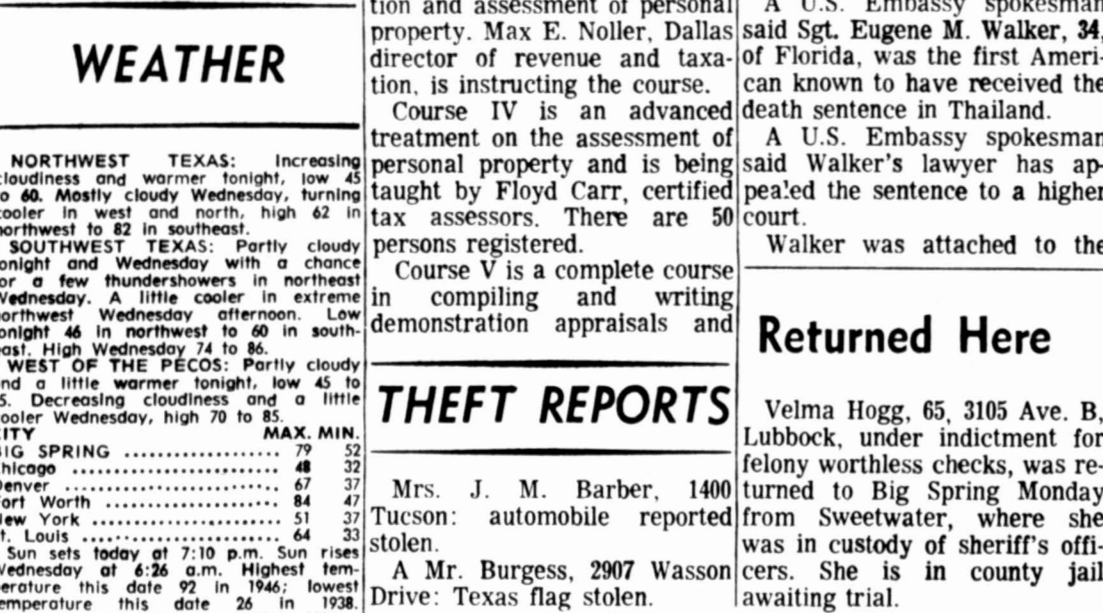 WEATHER
NORTHWEST TEXAS: Increasing
cloudiness and warmer tonight, low 45
to 60. Mostly cloudy Wednesday, turning
cooler in west and north, high 62 in
northwest to 82 in southeast.
SOUTHWEST TEXAS: Partly cloudy
tonight and Wednesday with a chance
for a few thundershowers in northeast
Wednesday. A little cooler in extreme
northwest Wednesday afternoon. Low
tonight 46 in northwest to 60 in south-
east. High Wednesday 74 to 86.
WEST OF THE PECOS: Partly cloudy
and a little warmer tonight, low 45 to
5. Decreasing cloudiness and a little
cooler Wednesday, high 70 to 85.
CITY MAX. MIN.
BIG SPRING .................. 79 52
Chicago ........................ 48 32
Denver ......................... 67 37
Fort Worth ..................... 84 47
New York ...................... 51 37
St. Louis ....................... 64 33
Sun sets today at 7:10 p.m. Sun rises
Wednesday at 6:26 a.m. Highest tem-
perature this date 92 in 1946; lowest
temperature this date 26 in 1938.
tion and assessment of personal
property. Max E. Noller, Dallas
director of revenue and taxa-
tion, is instructing the course.
Course IV is an advanced
treatment on the assessment of
personal property and is being
taught by Floyd Carr, certified
tax assessors. There are 50
persons registered.
Course V is a complete course
in compiling and writing
demonstration appraisals and
THEFT REPORTS
Mrs. J. M. Barber, 1400
Tucson: automobile reported
stolen.
A Mr. Burgess, 2907 Wasson
Drive: Texas flag stolen.
A U.S. Embassy spokesman
said Sgt. Eugene M. Walker, 34,
of Florida, was the first Ameri-
can known to have received the
death sentence in Thailand.
A U.S. Embassy spokesman
said Walker's lawyer has ap-
pealed the sentence to a higher
court.
Walker was attached to the
Returned Here
Velma Hogg, 65, 3105 Ave. B,
Lubbock, under indictment for
felony worthless checks, was re-
turned to Big Spring Monday
from Sweetwater, where she
was in custody of sheriff's offi-
cers. She is in county jail
awaiting trial.